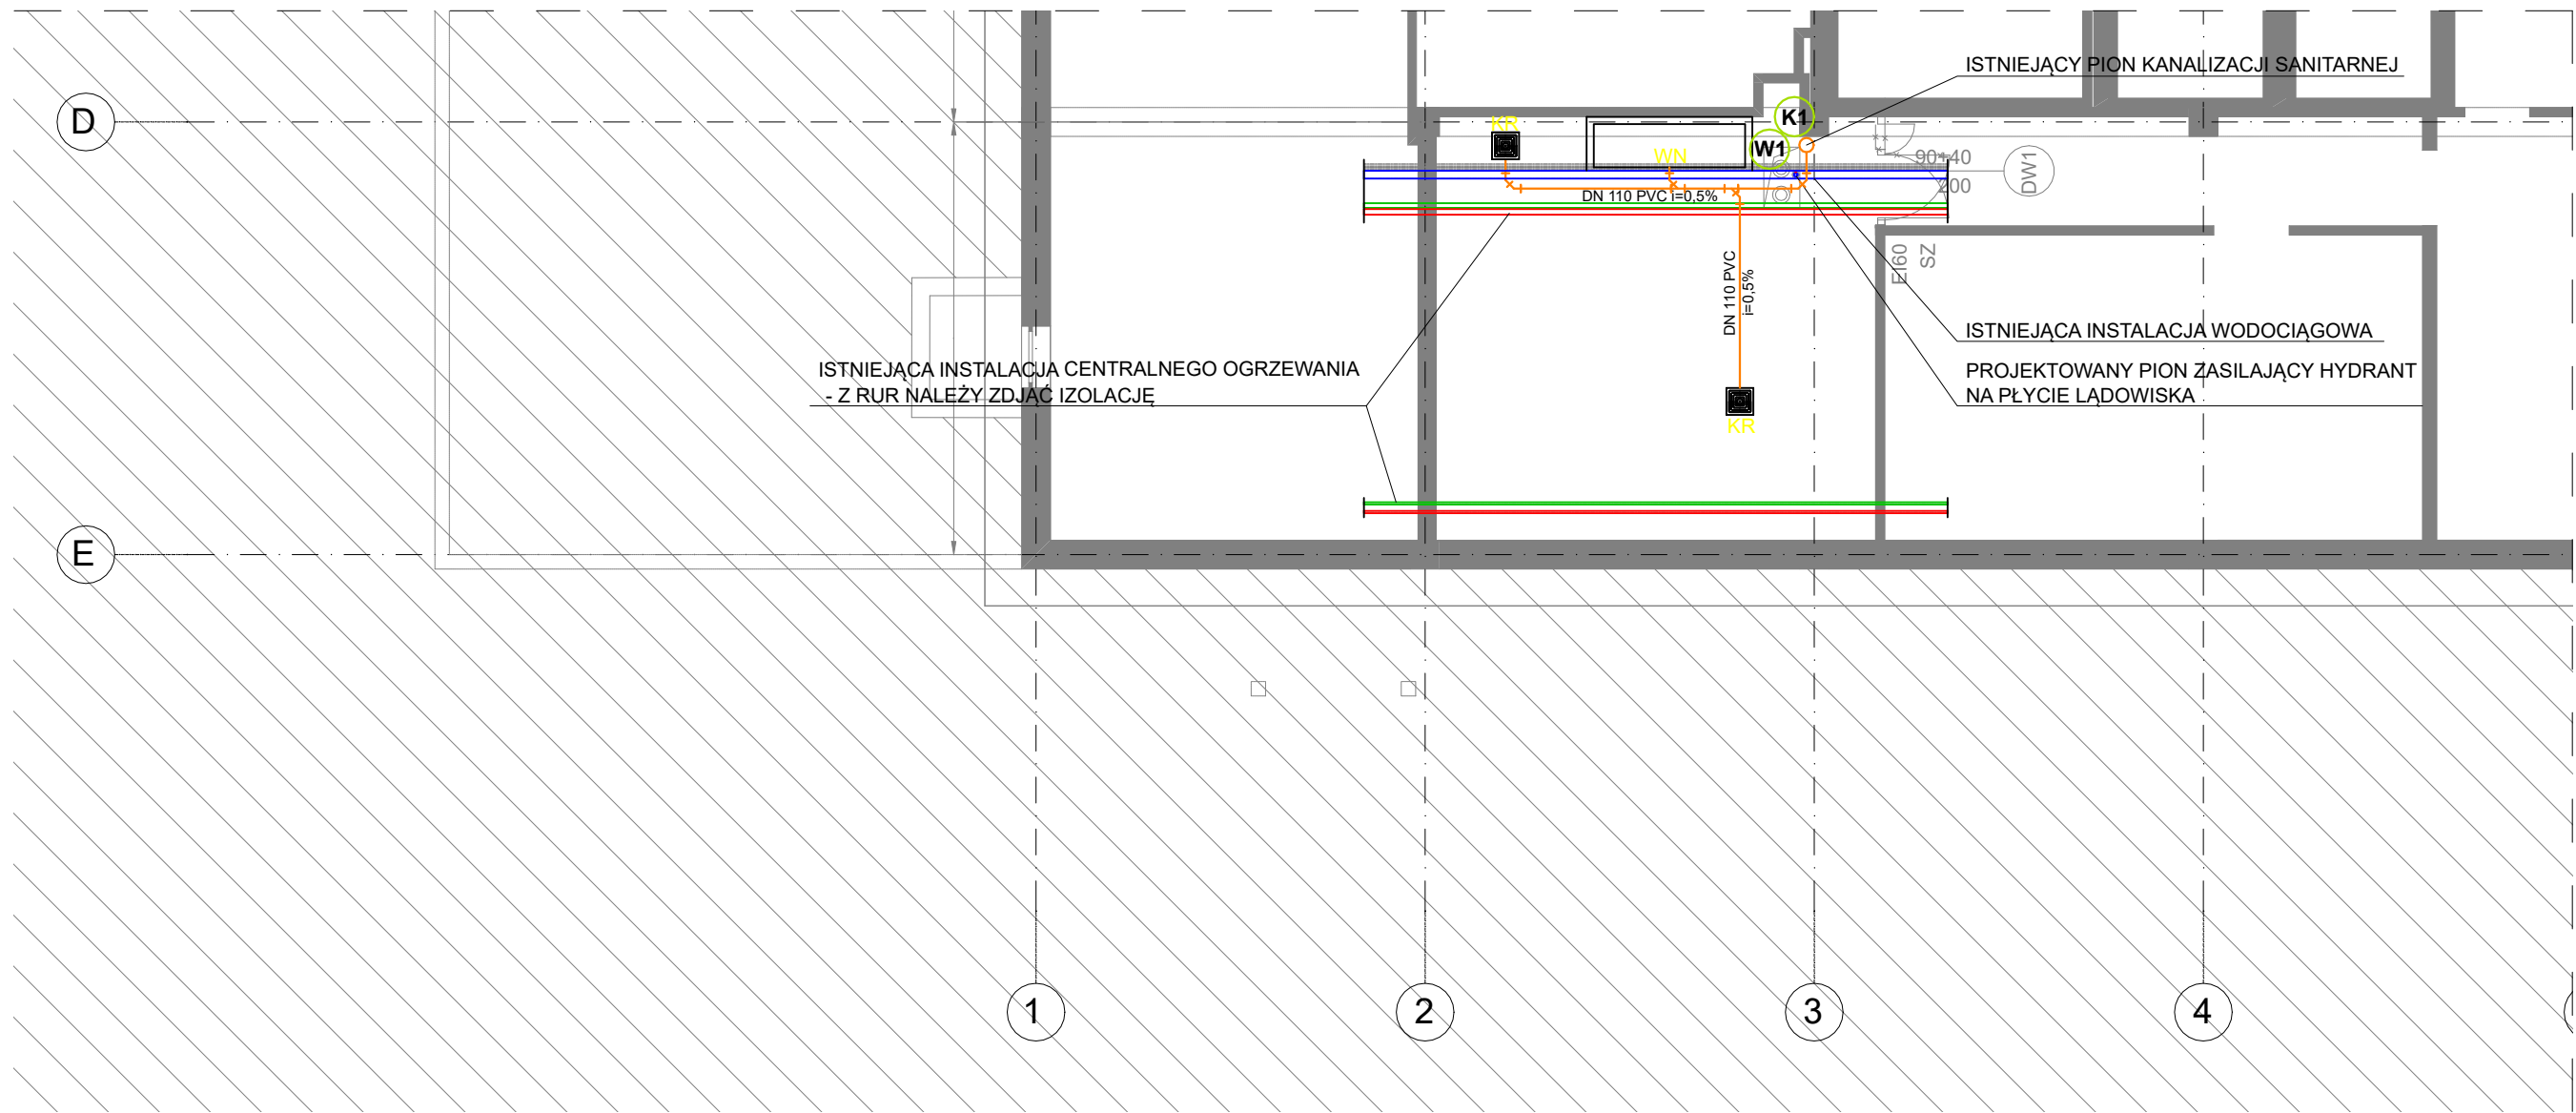 ISTNIEJĄCY PION KANALIZACJI SANITARNEJ
D
K1
KR
W1
WN
90+40
200
DW1
DN 110 PVC i=0,5%
EI60
SZ
DN 110 PVC
i=0,5%
ISTNIEJĄCA INSTALACJA WODOCIĄGOWA
ISTNIEJĄCA INSTALACJA CENTRALNEGO OGRZEWANIA
- Z RUR NALEŻY ZDJĄĆ IZOLACJĘ
PROJEKTOWANY PION ZASILAJĄCY HYDRANT
NA PŁYCIE LĄDOWISKA
KR
E
1
2
3
4